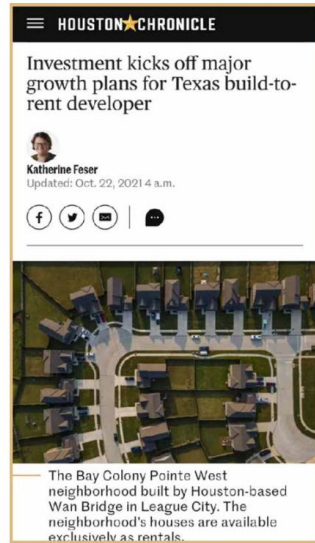 HOUSTON CHRONICLE
Investment kicks off major
growth plans for Texas build-to-
rent developer
Katherine Feser
Updated: Oct. 22, 2021 4 a.m.
The Bay Colony Pointe West
neighborhood built by Houston-based
Wan Bridge in League City. The
neighborhood's houses are available
exclusively as rentals.